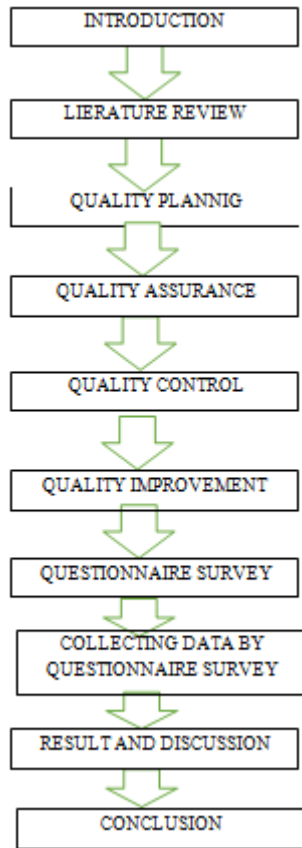 INTRODUCTION
LIERATURE REVIEW
QUALITY PLANNIG
QUALITY ASSURANCE
QUALITY CONTROL
QUALITY IMPROVEMENT
QUESTIONNAIRE SURVEY
COLLECTING DATA BY
QUESTIONNAIRE SURVEY
RESULT AND DISCUSSION
CONCLUSION